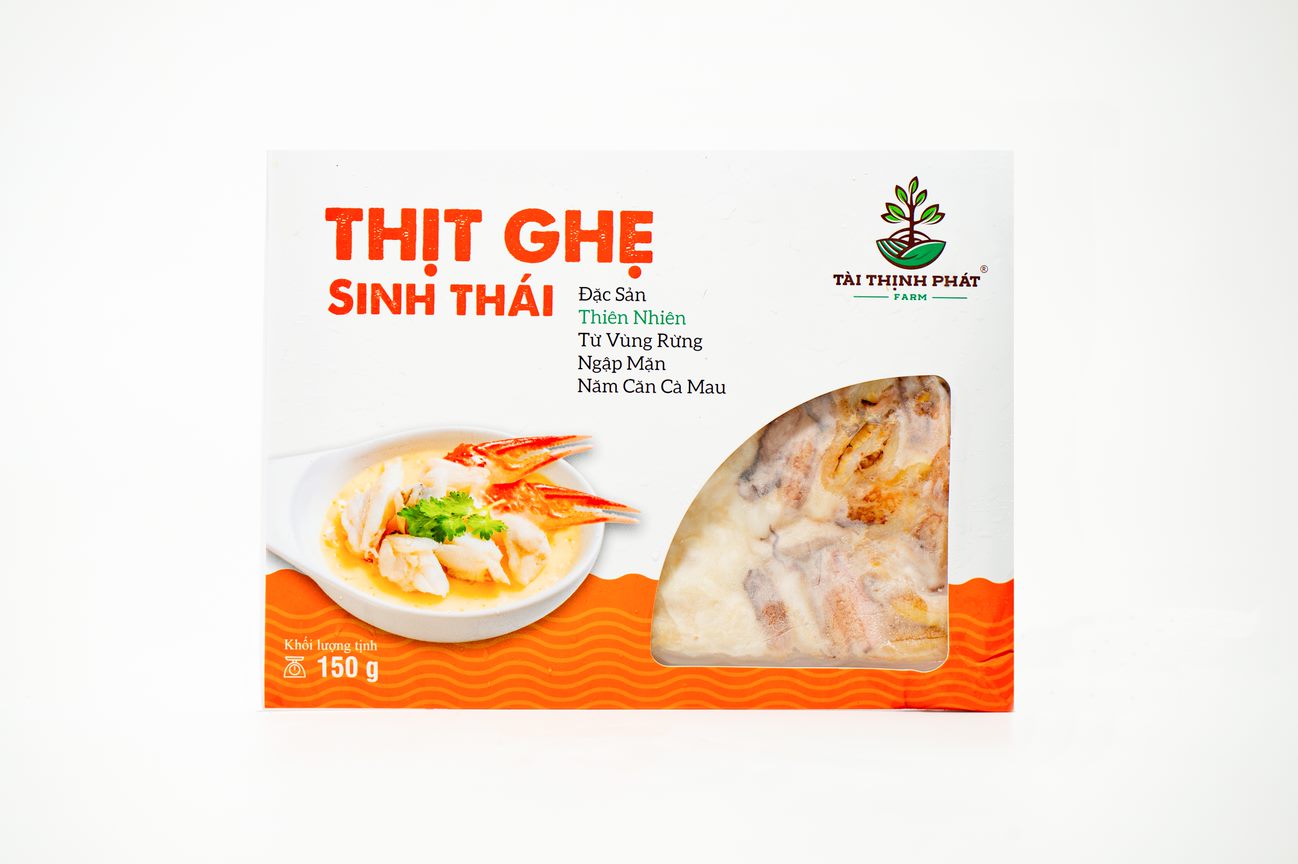 THỊT GHẸ
SINH THÁI
Đặc Sản
Thiên Nhiên
Từ Vùng Rừng
Ngập Mặn
Năm Căn Cà Mau
TÀI THỊNH PHÁT®
FARM
Khối lượng tịnh
150 g